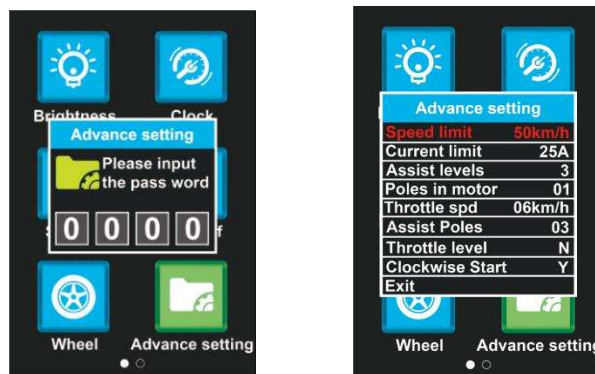 Brightness Clock
Advance setting
Please input
the pass word
0 0 0 0
Wheel Advance setting
Advance setting
Speed limit 50km/h
Current limit 25A
Assist levels 3
Poles in motor 01
Throttle spd 06km/h
Assist Poles 03
Throttle level N
Clockwise Start Y
Exit
Wheel Advance setting